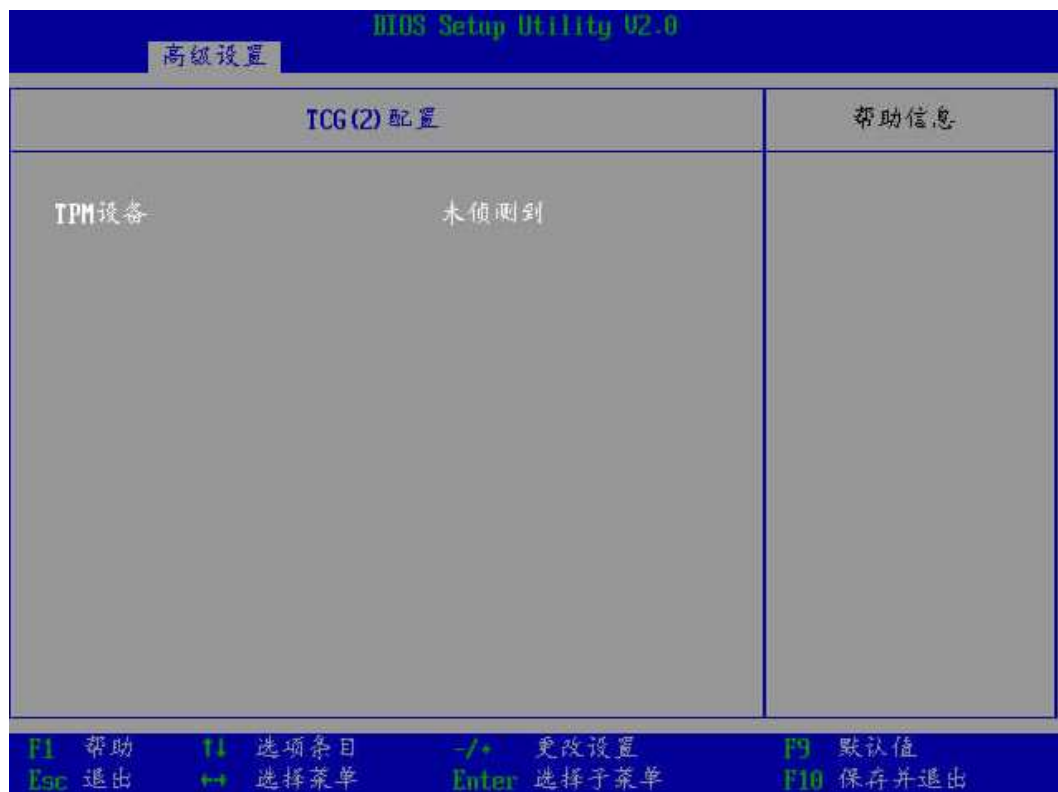 BIOS Setup Utility V2.0
高级设置
TCG(2)配置
帮助信息
TPM设备 未侦测到
F1 帮助 ↑↓ 选项条目 -/+ 更改设置 F9 默认值
Esc 退出 ←→ 选择菜单 Enter 选择子菜单 F10 保存并退出